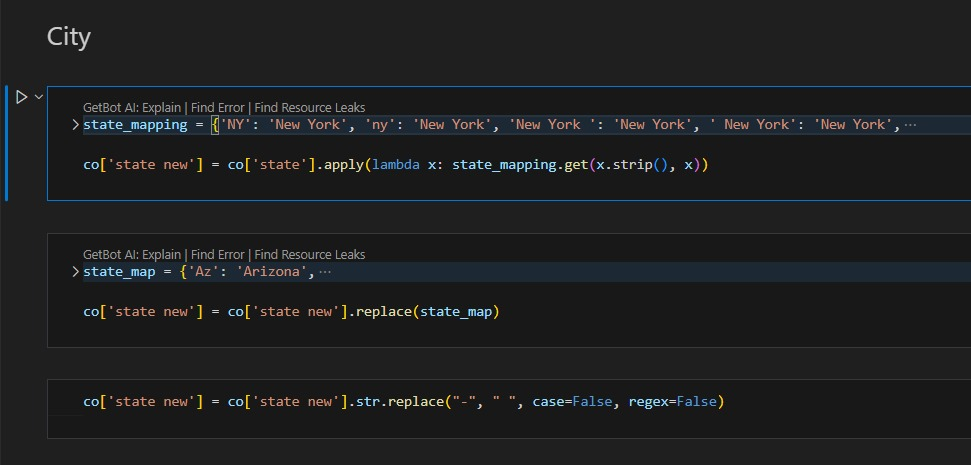 City
GetBot AI: Explain | Find Error | Find Resource Leaks
state_mapping = {'NY': 'New York', 'ny': 'New York', 'New York ': 'New York', ' New York': 'New York',···
co['state new'] = co['state'].apply(lambda x: state_mapping.get(x.strip(), x))
GetBot AI: Explain | Find Error | Find Resource Leaks
state_map = {'Az': 'Arizona',···
co['state new'] = co['state new'].replace(state_map)
co['state new'] = co['state new'].str.replace("-", " ", case=False, regex=False)